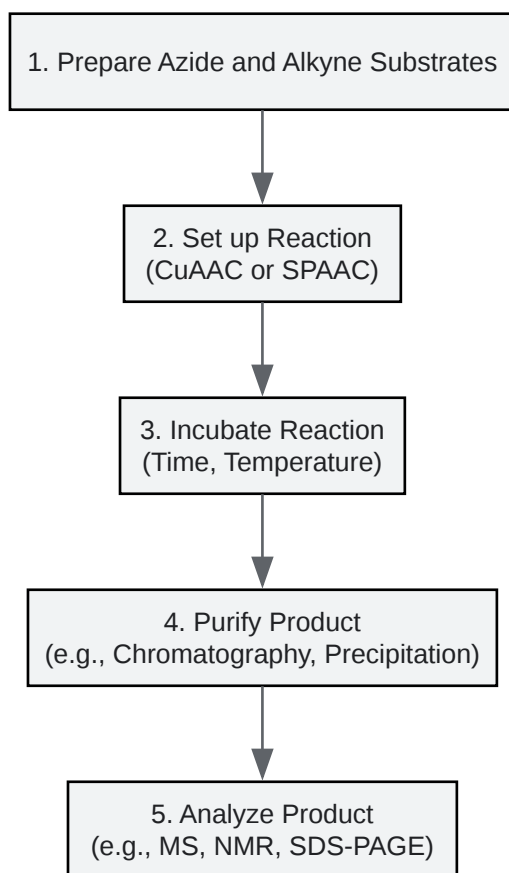 1. Prepare Azide and Alkyne Substrates
2. Set up Reaction
(CuAAC or SPAAC)
3. Incubate Reaction
(Time, Temperature)
4. Purify Product
(e.g., Chromatography, Precipitation)
5. Analyze Product
(e.g., MS, NMR, SDS-PAGE)